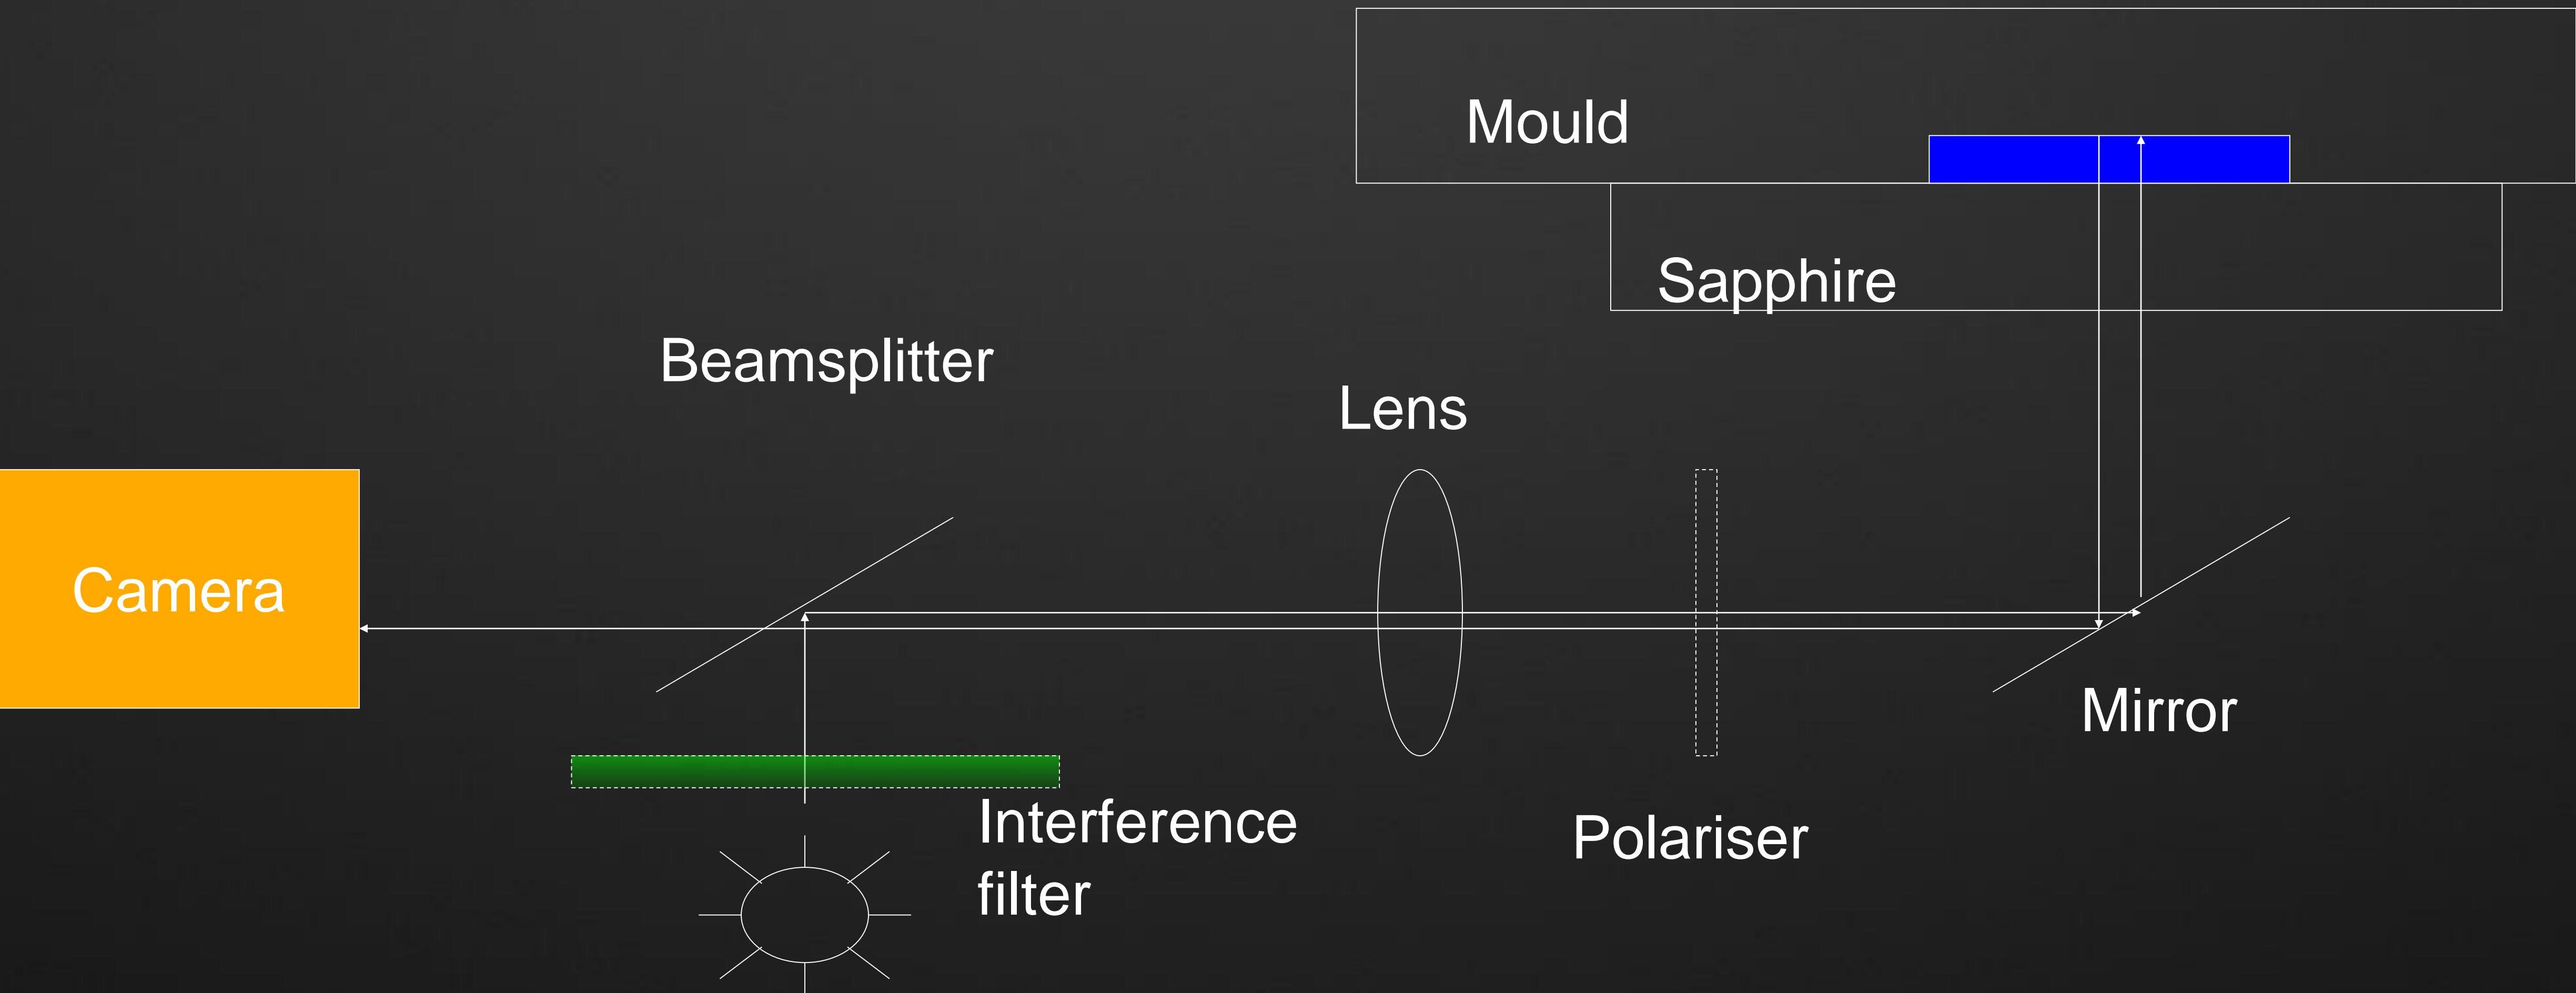 Mould
Sapphire
Beamsplitter
Lens
Camera
Mirror
Interference
filter
Polariser